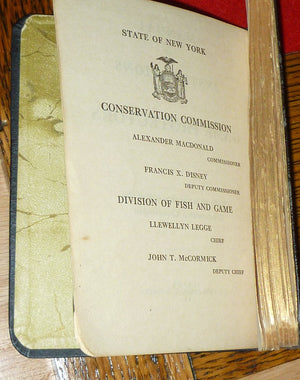 STATE OF NEW YORK
CONSERVATION COMMISSION
ALEXANDER MACDONALD
COMMISSIONER
FRANCIS X. DISNEY
DEPUTY COMMISSIONER
DIVISION OF FISH AND GAME
LLEWELLYN LEGGE
CHIEF
JOHN T. McCORMICK
DEPUTY CHIEF